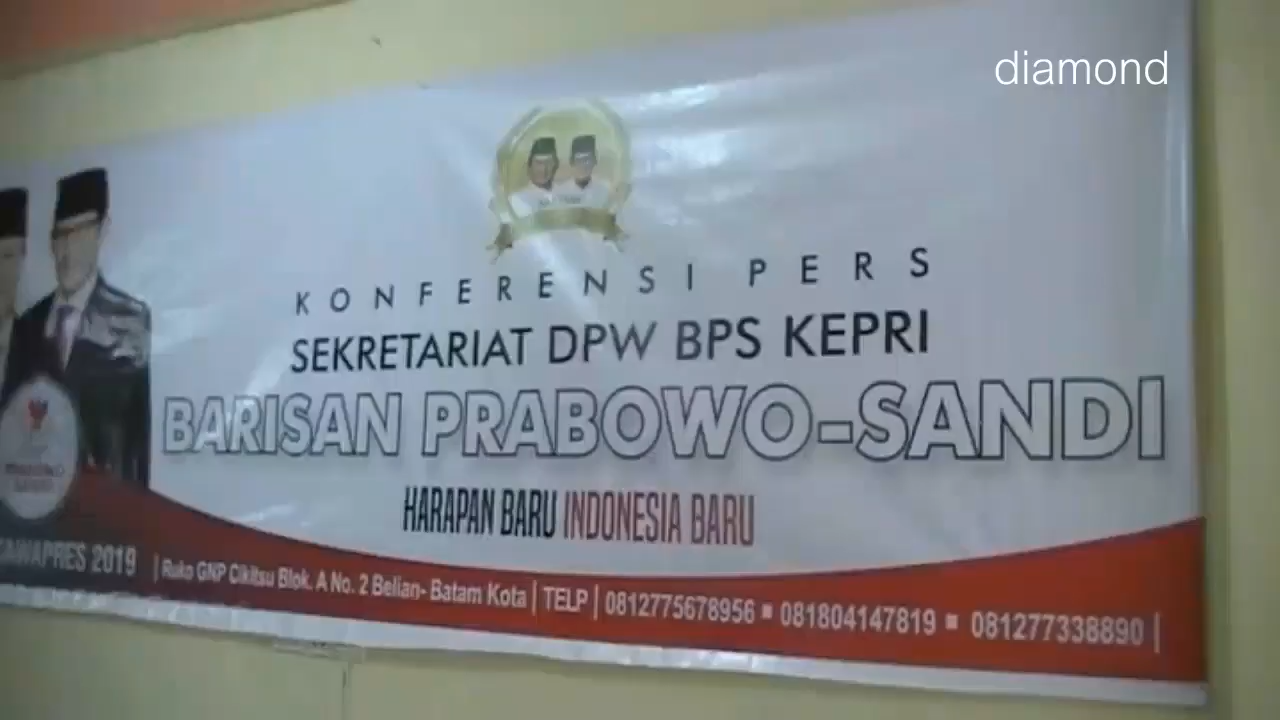 diamond
KONFERENSI PERS
SEKRETARIAT DPW BPS KEPRI
BARISAN PRABOWO-SANDI
HARAPAN BARU INDONESIA BARU
CAWAPRES 2019 | Ruko GNP Cikitsu Blok. A No. 2 Belian- Batam Kota | TELP | 0812775678956 ▪ 081804147819 ▪ 081277338890 |